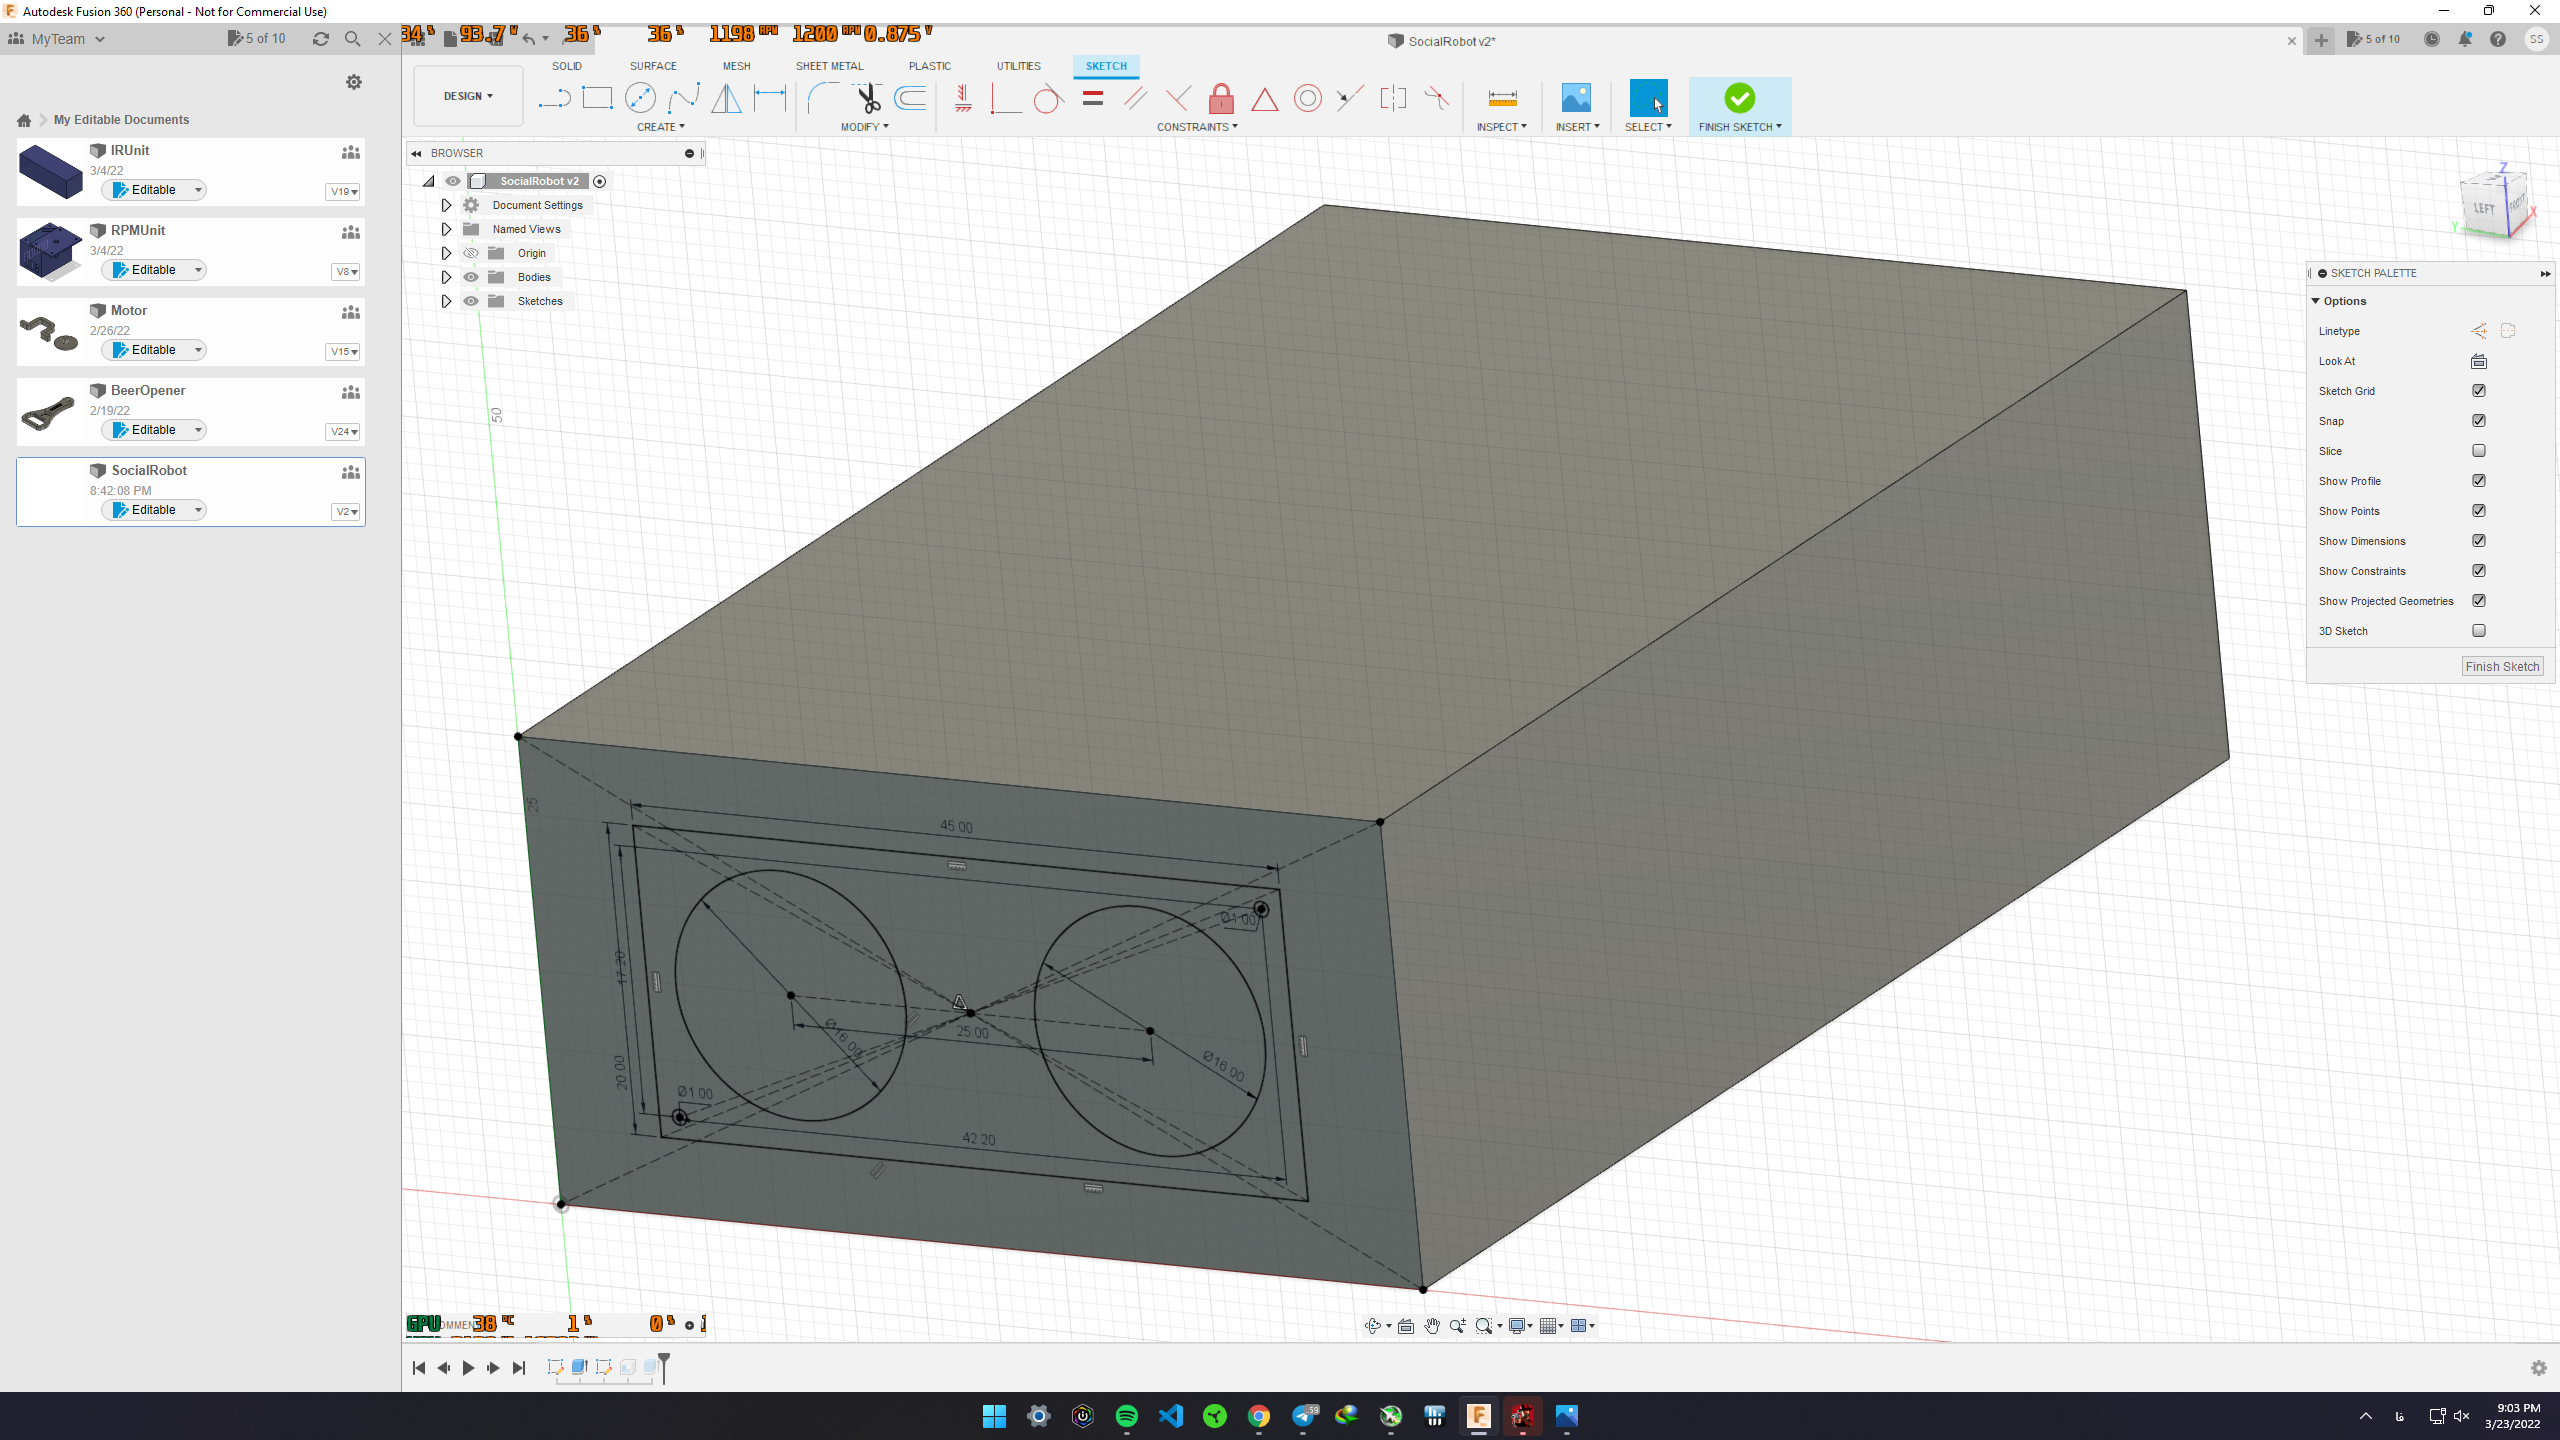 Autodesk Fusion 360 (Personal - Not for Commercial Use)
MyTeam
5 of 10
34 % 93.7 W 36 % 36 % 1198 RPM 1200 RPM 0.875 V
SocialRobot v2*
5 of 10
SS
SOLID SURFACE MESH SHEET METAL PLASTIC UTILITIES SKETCH
DESIGN
CREATE MODIFY CONSTRAINTS INSPECT INSERT SELECT FINISH SKETCH
My Editable Documents
IRUnit
3/4/22
Editable
V19
RPMUnit
3/4/22
Editable
V8
Motor
2/26/22
Editable
V15
BeerOpener
2/19/22
Editable
V24
SocialRobot
8:42:08 PM
Editable
V2
BROWSER
SocialRobot v2
Document Settings
Named Views
Origin
Bodies
Sketches
50
25
45.00
17.20
20.00
Ø1.00
Ø16.00
25.00
Ø16.00
Ø1.00
42.20
Z
LEFT
X
Y
SKETCH PALETTE
Options
Linetype
Look At
Sketch Grid
Snap
Slice
Show Profile
Show Points
Show Dimensions
Show Constraints
Show Projected Geometries
3D Sketch
Finish Sketch
GPU 38 °C 1 % 0 %
59
فا
9:03 PM
3/23/2022